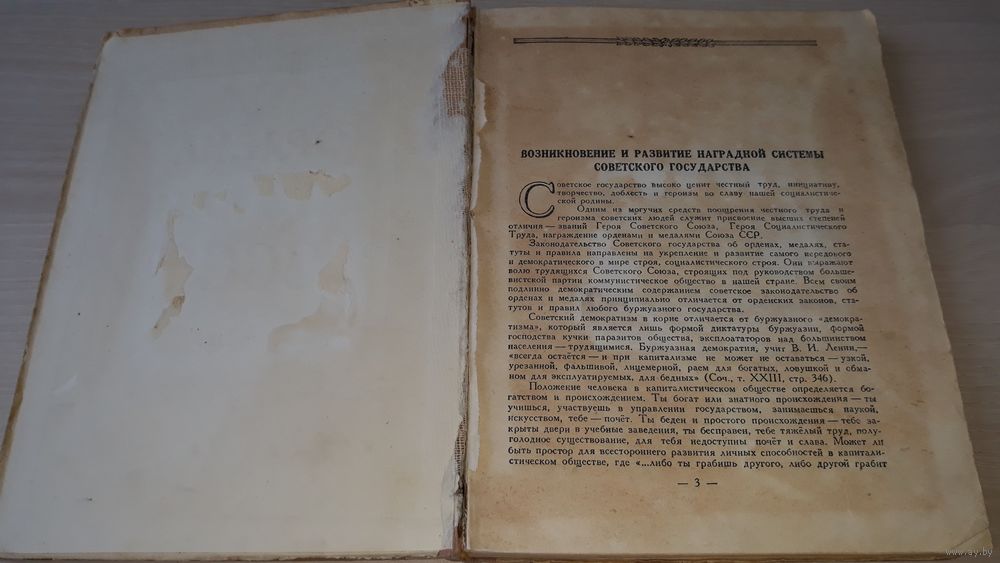 ВОЗНИКНОВЕНИЕ И РАЗВИТИЕ НАГРАДНОЙ СИСТЕМЫ
СОВЕТСКОГО ГОСУДАРСТВА
Советское государство высоко ценит честный труд, инициативу,
творчество, доблесть и героизм во славу нашей социалистиче-
ской родины.
Одним из могучих средств поощрения честного труда и
героизма советских людей служит присвоение высших степеней
отличия — званий Героя Советского Союза, Героя Социалистического
Труда, награждение орденами и медалями Союза ССР.
Законодательство Советского государства об орденах, медалях, ста-
туты и правила направлены на укрепление и развитие самого передового
и демократического в мире строя, социалистического строя. Они выражают
волю трудящихся Советского Союза, строящих под руководством больше-
вистской партии коммунистическое общество в нашей стране. Всем своим
подлинно демократическим содержанием советское законодательство об
орденах и медалях принципиально отличается от орденских законов, ста-
тутов и правил любого буржуазного государства.
Советский демократизм в корне отличается от буржуазного «демокра-
тизма», который является лишь формой диктатуры буржуазии, формой
господства кучки паразитов общества, эксплоататоров над большинством
населения — трудящимися. Буржуазная демократия, учит В. И. Ленин,—
«всегда остаётся — и при капитализме не может не оставаться — узкой,
урезанной, фальшивой, лицемерной, раем для богатых, ловушкой и обма-
ном для эксплуатируемых, для бедных» (Соч., т. XXIII, стр. 346).
Положение человека в капиталистическом обществе определяется бо-
гатством и происхождением. Ты богат или знатного происхождения — ты
учишься, участвуешь в управлении государством, занимаешься наукой,
искусством, тебе — почёт. Ты беден и простого происхождения — тебе за-
крыты двери в учебные заведения, ты бесправен, тебе тяжёлый труд, полу-
голодное существование, для тебя недоступны почёт и слава. Может ли
быть простор для всестороннего развития личных способностей в капитали-
стическом обществе, где «...либо ты грабишь другого, либо другой грабит
— 3 —
www.ay.by